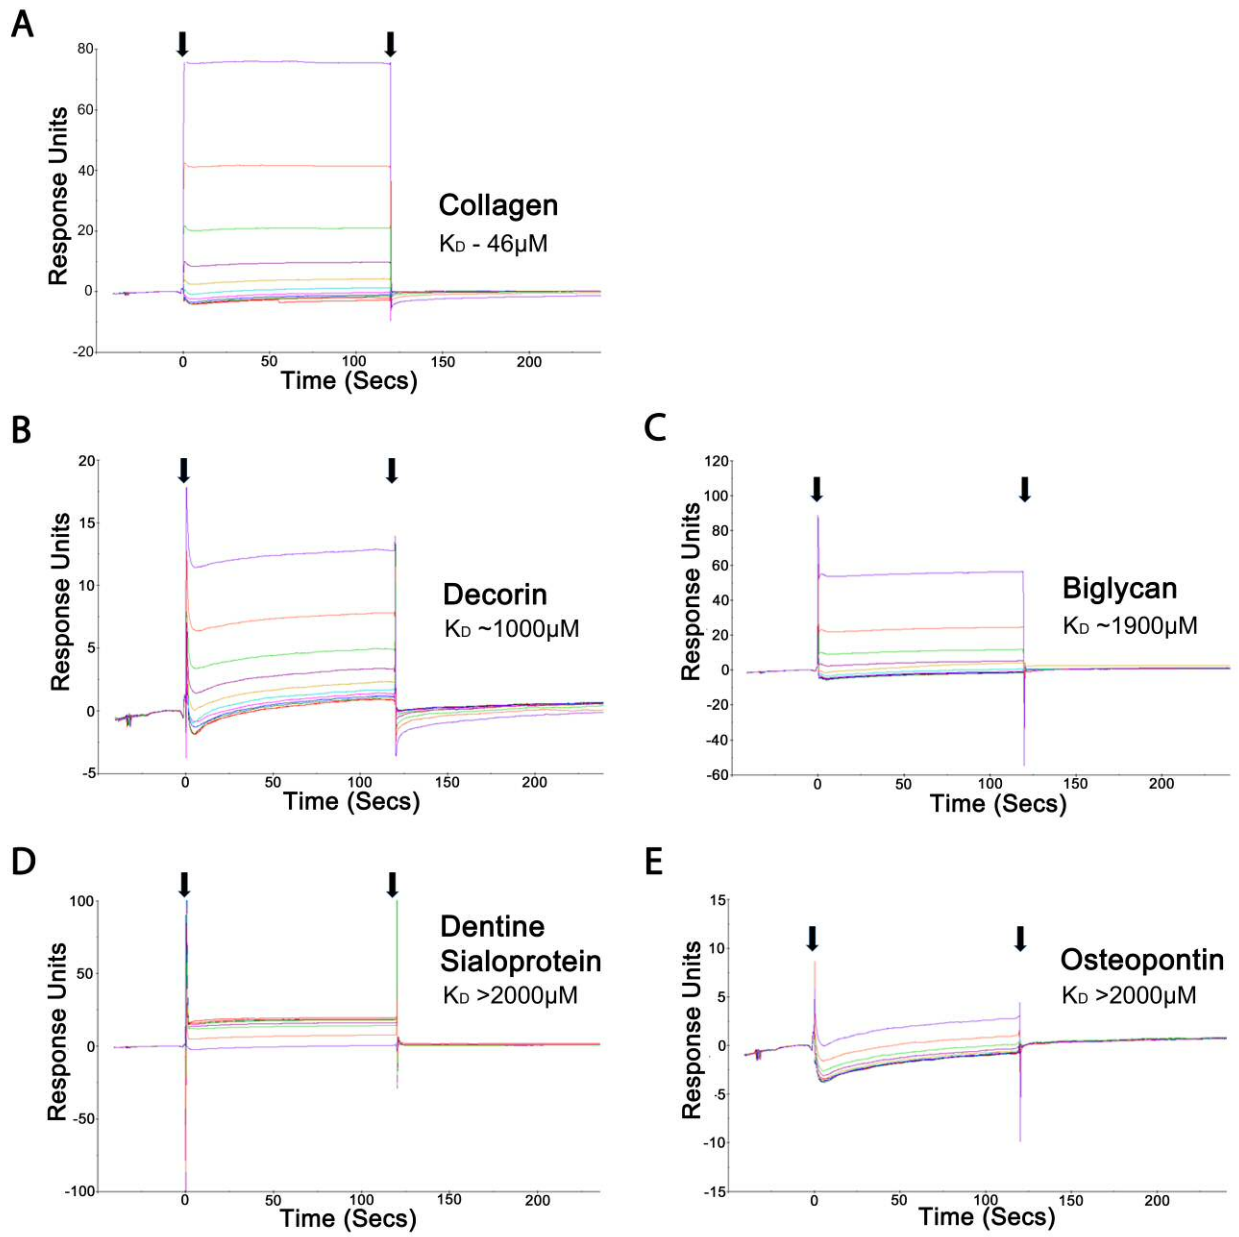 A
80
60
40
20
0
-20
Response Units
0 50 100 150 200
Time (Secs)
Collagen
KD - 46µM
B
20
15
10
5
0
-5
Response Units
0 50 100 150 200
Time (Secs)
Decorin
KD ~1000µM
C
120
100
80
60
40
20
0
-20
-40
-60
Response Units
0 50 100 150 200
Time (Secs)
Biglycan
KD ~1900µM
D
100
50
0
-50
-100
Response Units
0 50 100 150 200
Time (Secs)
Dentine
Sialoprotein
KD >2000µM
E
15
10
5
0
-5
-10
-15
Response Units
0 50 100 150 200
Time (Secs)
Osteopontin
KD >2000µM